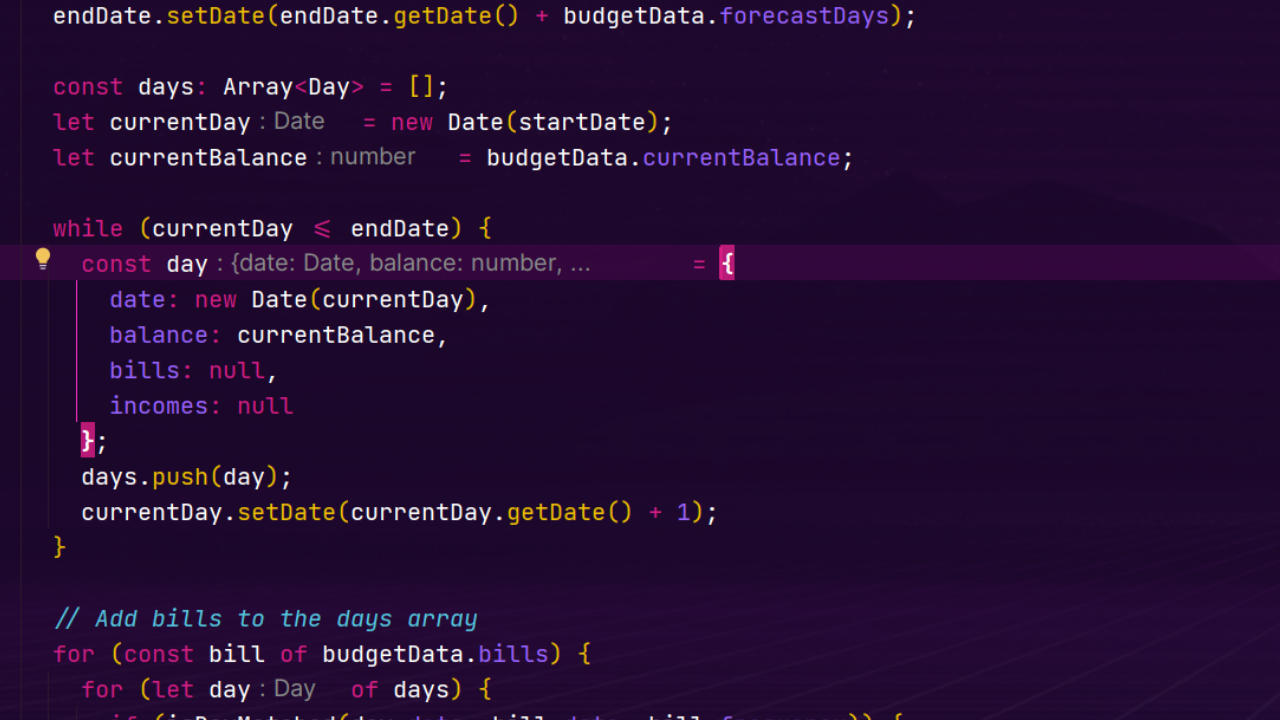 endDate.setDate(endDate.getDate() + budgetData.forecastDays);
const days: Array<Day> = [];
let currentDay : Date = new Date(startDate);
let currentBalance : number = budgetData.currentBalance;
while (currentDay <= endDate) {
const day : {date: Date, balance: number, ... = {
date: new Date(currentDay),
balance: currentBalance,
bills: null,
incomes: null
};
days.push(day);
currentDay.setDate(currentDay.getDate() + 1);
}
// Add bills to the days array
for (const bill of budgetData.bills) {
for (let day : Day of days) {